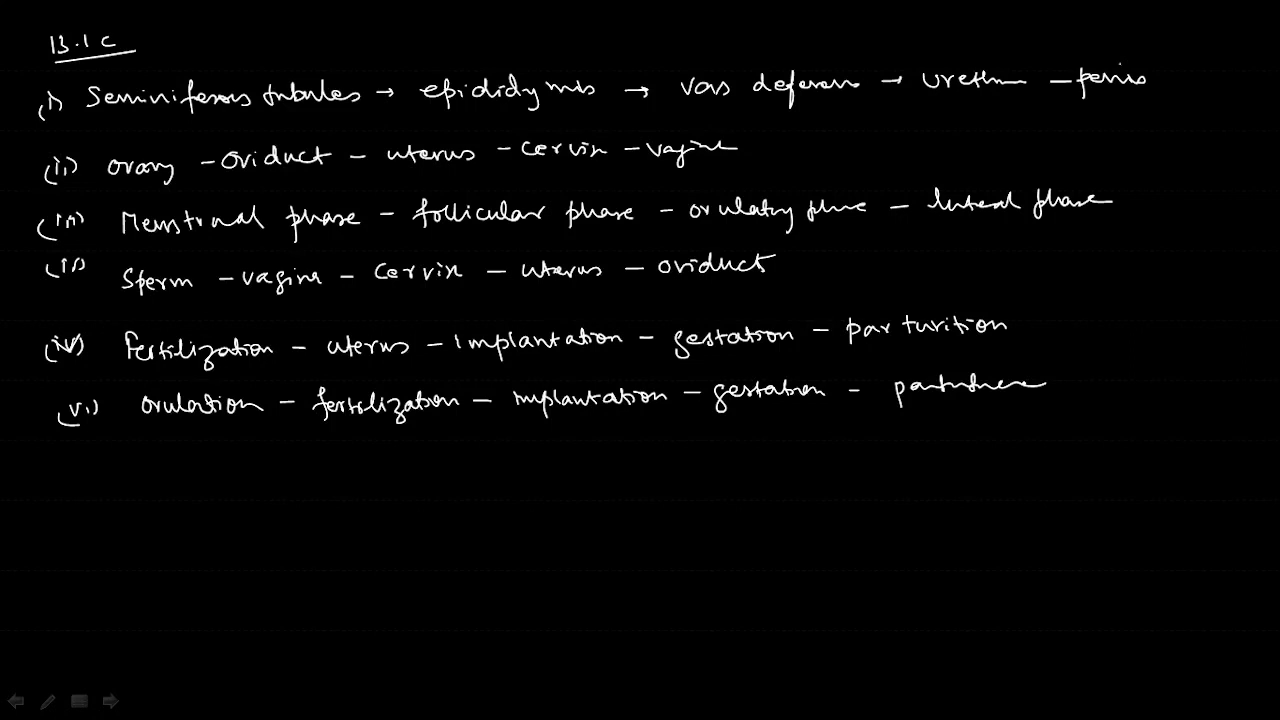 13.1 C
(i) Seminiferous tubules → epididymis → vas deferens → urethra - penis
(ii) Ovary - Oviduct - uterus - Cervix - vagina
(iii) Menstrual phase - follicular phase - ovulatory phase - luteal phase
(iv) Sperm - vagina - Cervix - uterus - oviduct
(iv) fertilization - uterus - implantation - gestation - parturition
(vi) ovulation - fertilization - implantation - gestation -